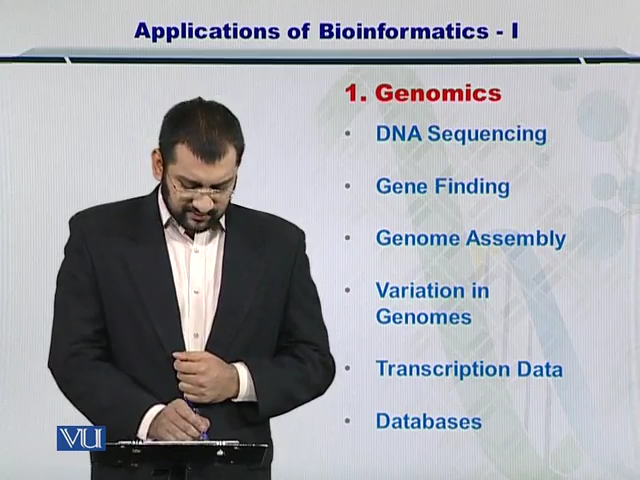 Applications of Bioinformatics - I
1. Genomics
• DNA Sequencing
• Gene Finding
• Genome Assembly
• Variation in
Genomes
• Transcription Data
• Databases
VU